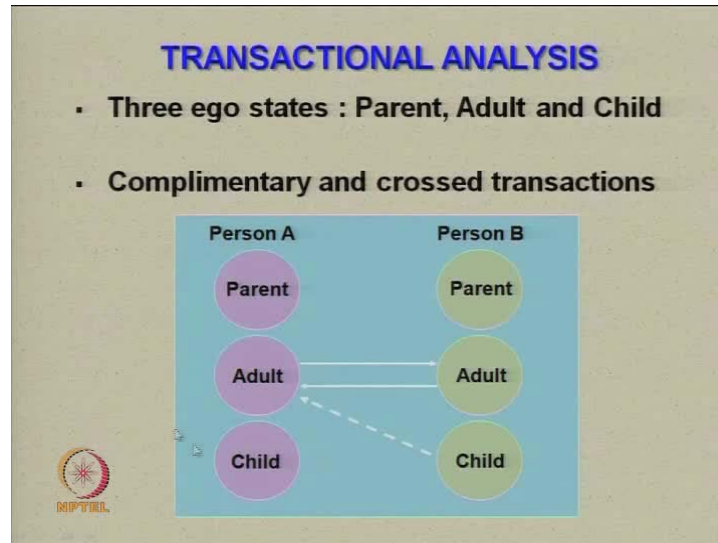 TRANSACTIONAL ANALYSIS
▪ Three ego states : Parent, Adult and Child
▪ Complimentary and crossed transactions
Person A Person B
Parent Parent
Adult Adult
Child Child
NPTEL